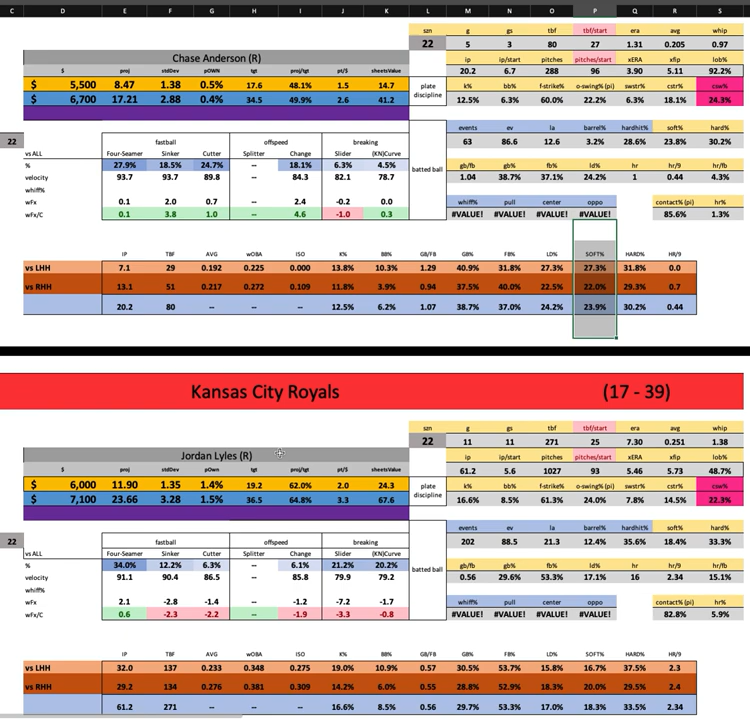 C D E F G H I J K L M N O P Q R S
szn g gs tbf tbf/start era avg whip
22 5 3 80 27 1.31 0.205 0.97
Chase Anderson (R) ip ip/start pitches pitches/start xERA xfip lob%
20.2 6.7 288 96 3.90 5.11 92.2%
$ proj stdDev pOWN tgt proj/tgt pt/$ sheetsValue
$ 5,500 8.47 1.38 0.5% 17.6 48.1% 1.5 14.7 plate discipline k% bb% f-strike% o-swing% (pi) swstr% cstr% csw%
$ 6,700 17.21 2.88 0.4% 34.5 49.9% 2.6 41.2 12.5% 6.3% 60.0% 22.2% 6.3% 18.1% 24.3%
events ev la barrel% hardhit% soft% hard%
22 fastball offspeed breaking 63 86.6 12.6 3.2% 28.6% 23.8% 30.2%
vs ALL Four-Seamer Sinker Cutter Splitter Change Slider (KN)Curve
% 27.9% 18.5% 24.7% -- 18.1% 6.3% 4.5% batted ball gb/fb gb% fb% ld% hr hr/9 hr/fb
velocity 93.7 93.7 89.8 -- 84.3 82.1 78.7 1.04 38.7% 37.1% 24.2% 1 0.44 4.3%
whiff%
wFx 0.1 2.0 0.7 -- 2.4 -0.2 0.0 whiff% pull center oppo contact% (pi) hr%
wFx/C 0.1 3.8 1.0 -- 4.6 -1.0 0.3 #VALUE! #VALUE! #VALUE! #VALUE! 85.6% 1.3%
IP TBF AVG wOBA ISO K% BB% GB/FB GB% FB% LD% SOFT% HARD% HR/9
vs LHH 7.1 29 0.192 0.225 0.000 13.8% 10.3% 1.29 40.9% 31.8% 27.3% 27.3% 31.8% 0.0
vs RHH 13.1 51 0.217 0.272 0.109 11.8% 3.9% 0.94 37.5% 40.0% 22.5% 22.0% 29.3% 0.7
20.2 80 -- -- 12.5% 6.2% 1.07 38.7% 37.0% 24.2% 23.9% 30.2% 0.44
Kansas City Royals (17 - 39)
szn g gs tbf tbf/start era avg whip
22 11 11 271 25 7.30 0.251 1.38
Jordan Lyles (R) ip ip/start pitches pitches/start xERA xfip lob%
61.2 5.6 1027 93 5.46 5.73 48.7%
$ proj stdDev pOwn tgt proj/tgt pt/$ sheetsValue
$ 6,000 11.90 1.35 1.4% 19.2 62.0% 2.0 24.3 plate discipline k% bb% f-strike% o-swing% (pi) swstr% cstr% csw%
$ 7,100 23.66 3.28 1.5% 36.5 64.8% 3.3 67.6 16.6% 8.5% 61.3% 24.0% 7.8% 14.5% 22.3%
events ev la barrel% hardhit% soft% hard%
22 fastball offspeed breaking 202 88.5 21.3 12.4% 35.6% 18.4% 33.3%
vs ALL Four-Seamer Sinker Cutter Splitter Change Slider (KN)Curve
% 34.0% 12.2% 6.3% 6.1% 21.2% 20.2% batted ball gb/fb gb% fb% ld% hr hr/9 hr/fb
velocity 91.1 90.4 86.5 -- 85.8 79.9 79.2 0.56 29.6% 53.3% 17.1% 16 2.34 15.1%
whiff%
wFx 2.1 -2.8 -1.4 -- -1.2 -7.2 -1.7 whiff% pull center oppo contact% (pi) hr%
wFx/C 0.6 -2.3 -2.2 -- -1.9 -3.3 -0.8 #VALUE! #VALUE! #VALUE! #VALUE! 82.8% 5.9%
IP TBF AVG wOBA ISO K% BB% GB/FB GB% FB% LD% SOFT% HARD% HR/9
vs LHH 32.0 137 0.233 0.348 0.275 19.0% 10.9% 0.57 30.5% 53.7% 15.8% 16.7% 37.5% 2.3
vs RHH 29.2 134 0.276 0.381 0.309 14.2% 6.0% 0.55 28.8% 52.9% 18.3% 20.0% 29.5% 2.4
61.2 271 -- -- 16.6% 8.5% 0.56 29.7% 53.3% 17.0% 18.3% 33.5% 2.34